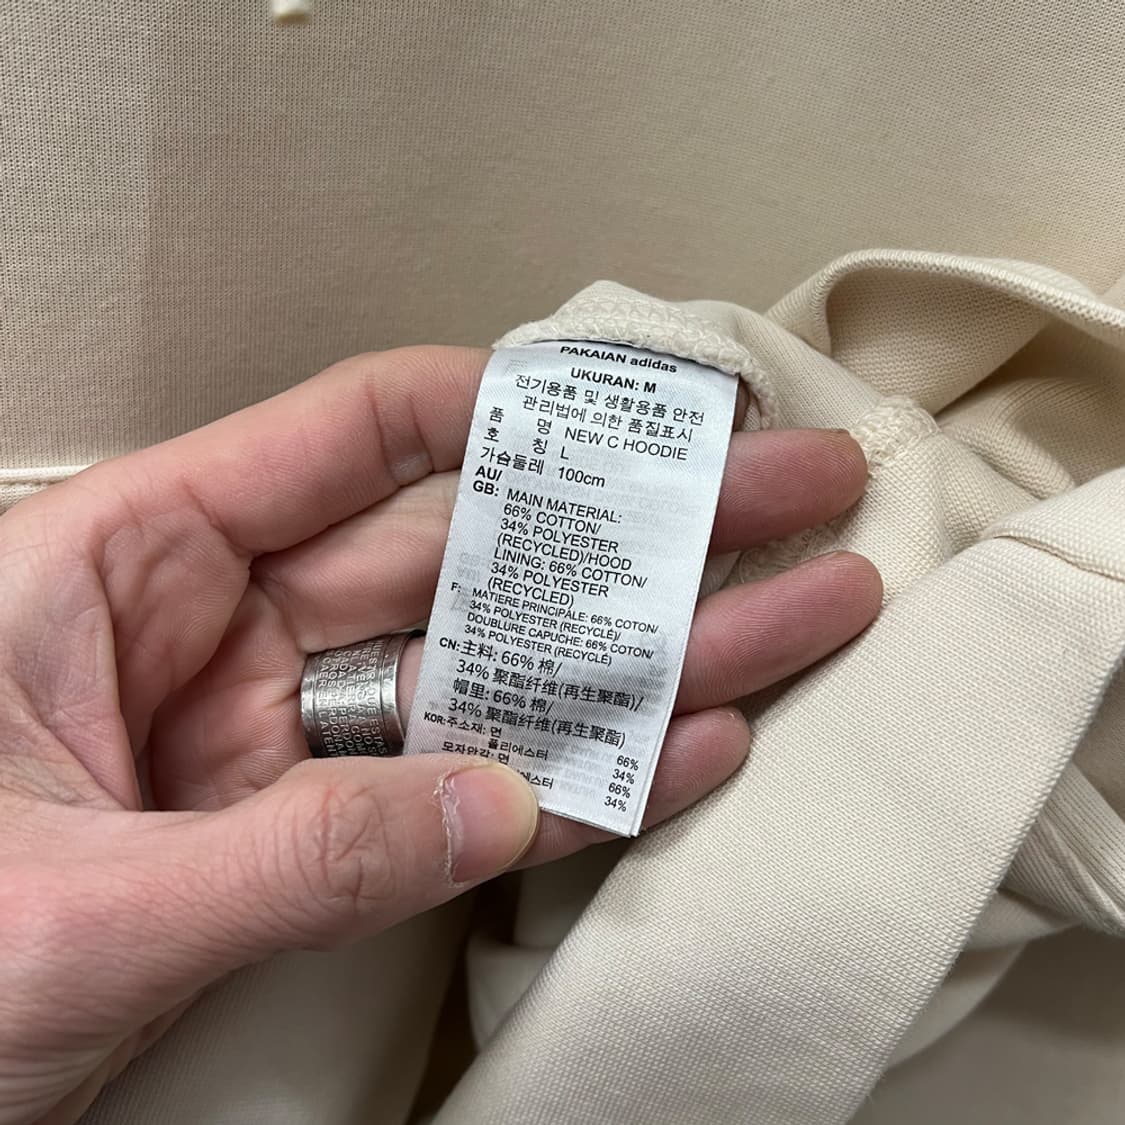 PAKAIAN adidas
UKURAN: M
전기용품 및 생활용품 안전
관리법에 의한 품질표시
품 명 NEW C HOODIE
호 칭 L
가슴둘레 100cm
AU/
GB: MAIN MATERIAL:
66% COTTON/
34% POLYESTER
(RECYCLED)/HOOD
LINING: 66% COTTON/
34% POLYESTER
(RECYCLED)
F: MATIERE PRINCIPALE: 66% COTON/
34% POLYESTER (RECYCLÉ)/
DOUBLURE CAPUCHE: 66% COTON/
34% POLYESTER (RECYCLÉ)
CN: 主料: 66% 棉/
34% 聚酯纤维(再生聚酯)/
帽里: 66% 棉/
34% 聚酯纤维(再生聚酯)
KOR: 주소재: 면 66%
폴리에스터 34%
모자안감: 면 66%
34%